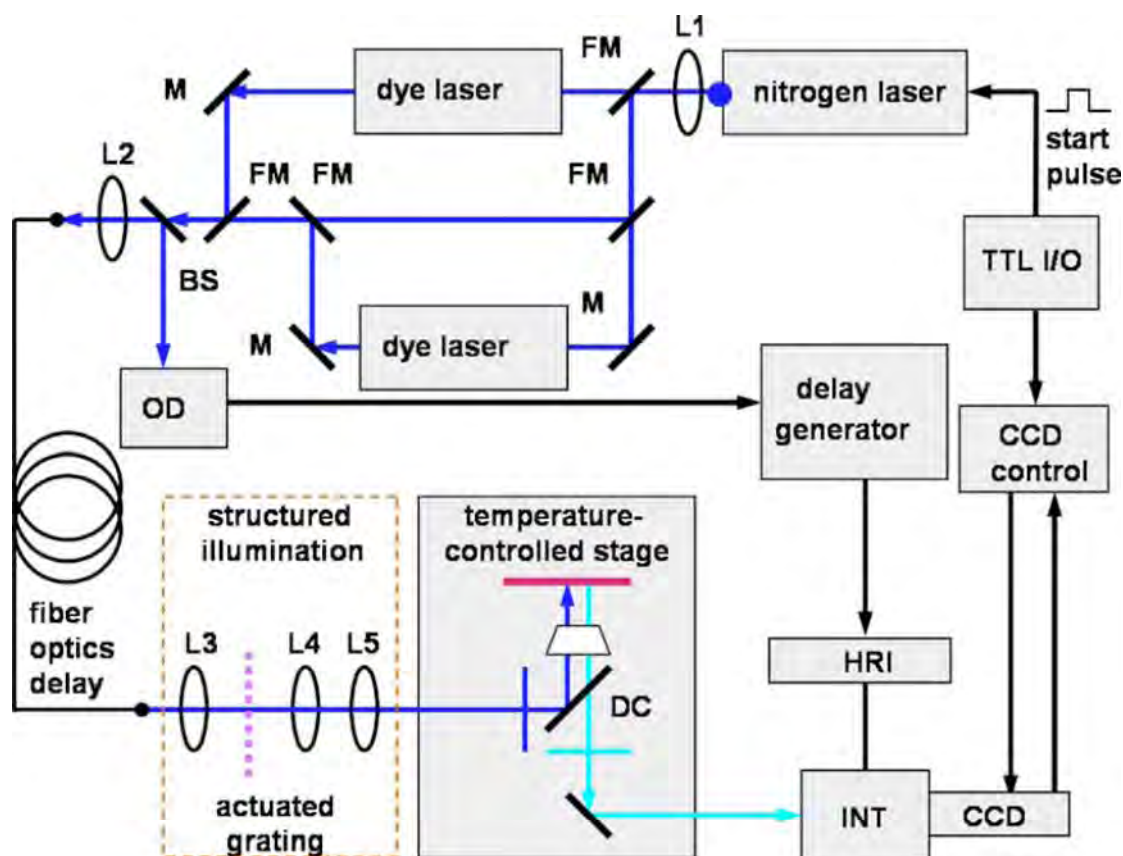 L1
FM
M
dye laser
nitrogen laser
start
pulse
L2
FM
FM
FM
TTL I/O
BS
M
M
dye laser
OD
delay
generator
CCD
control
structured
illumination
temperature-
controlled stage
fiber
optics
delay
L3
L4
L5
HRI
DC
actuated
grating
INT
CCD